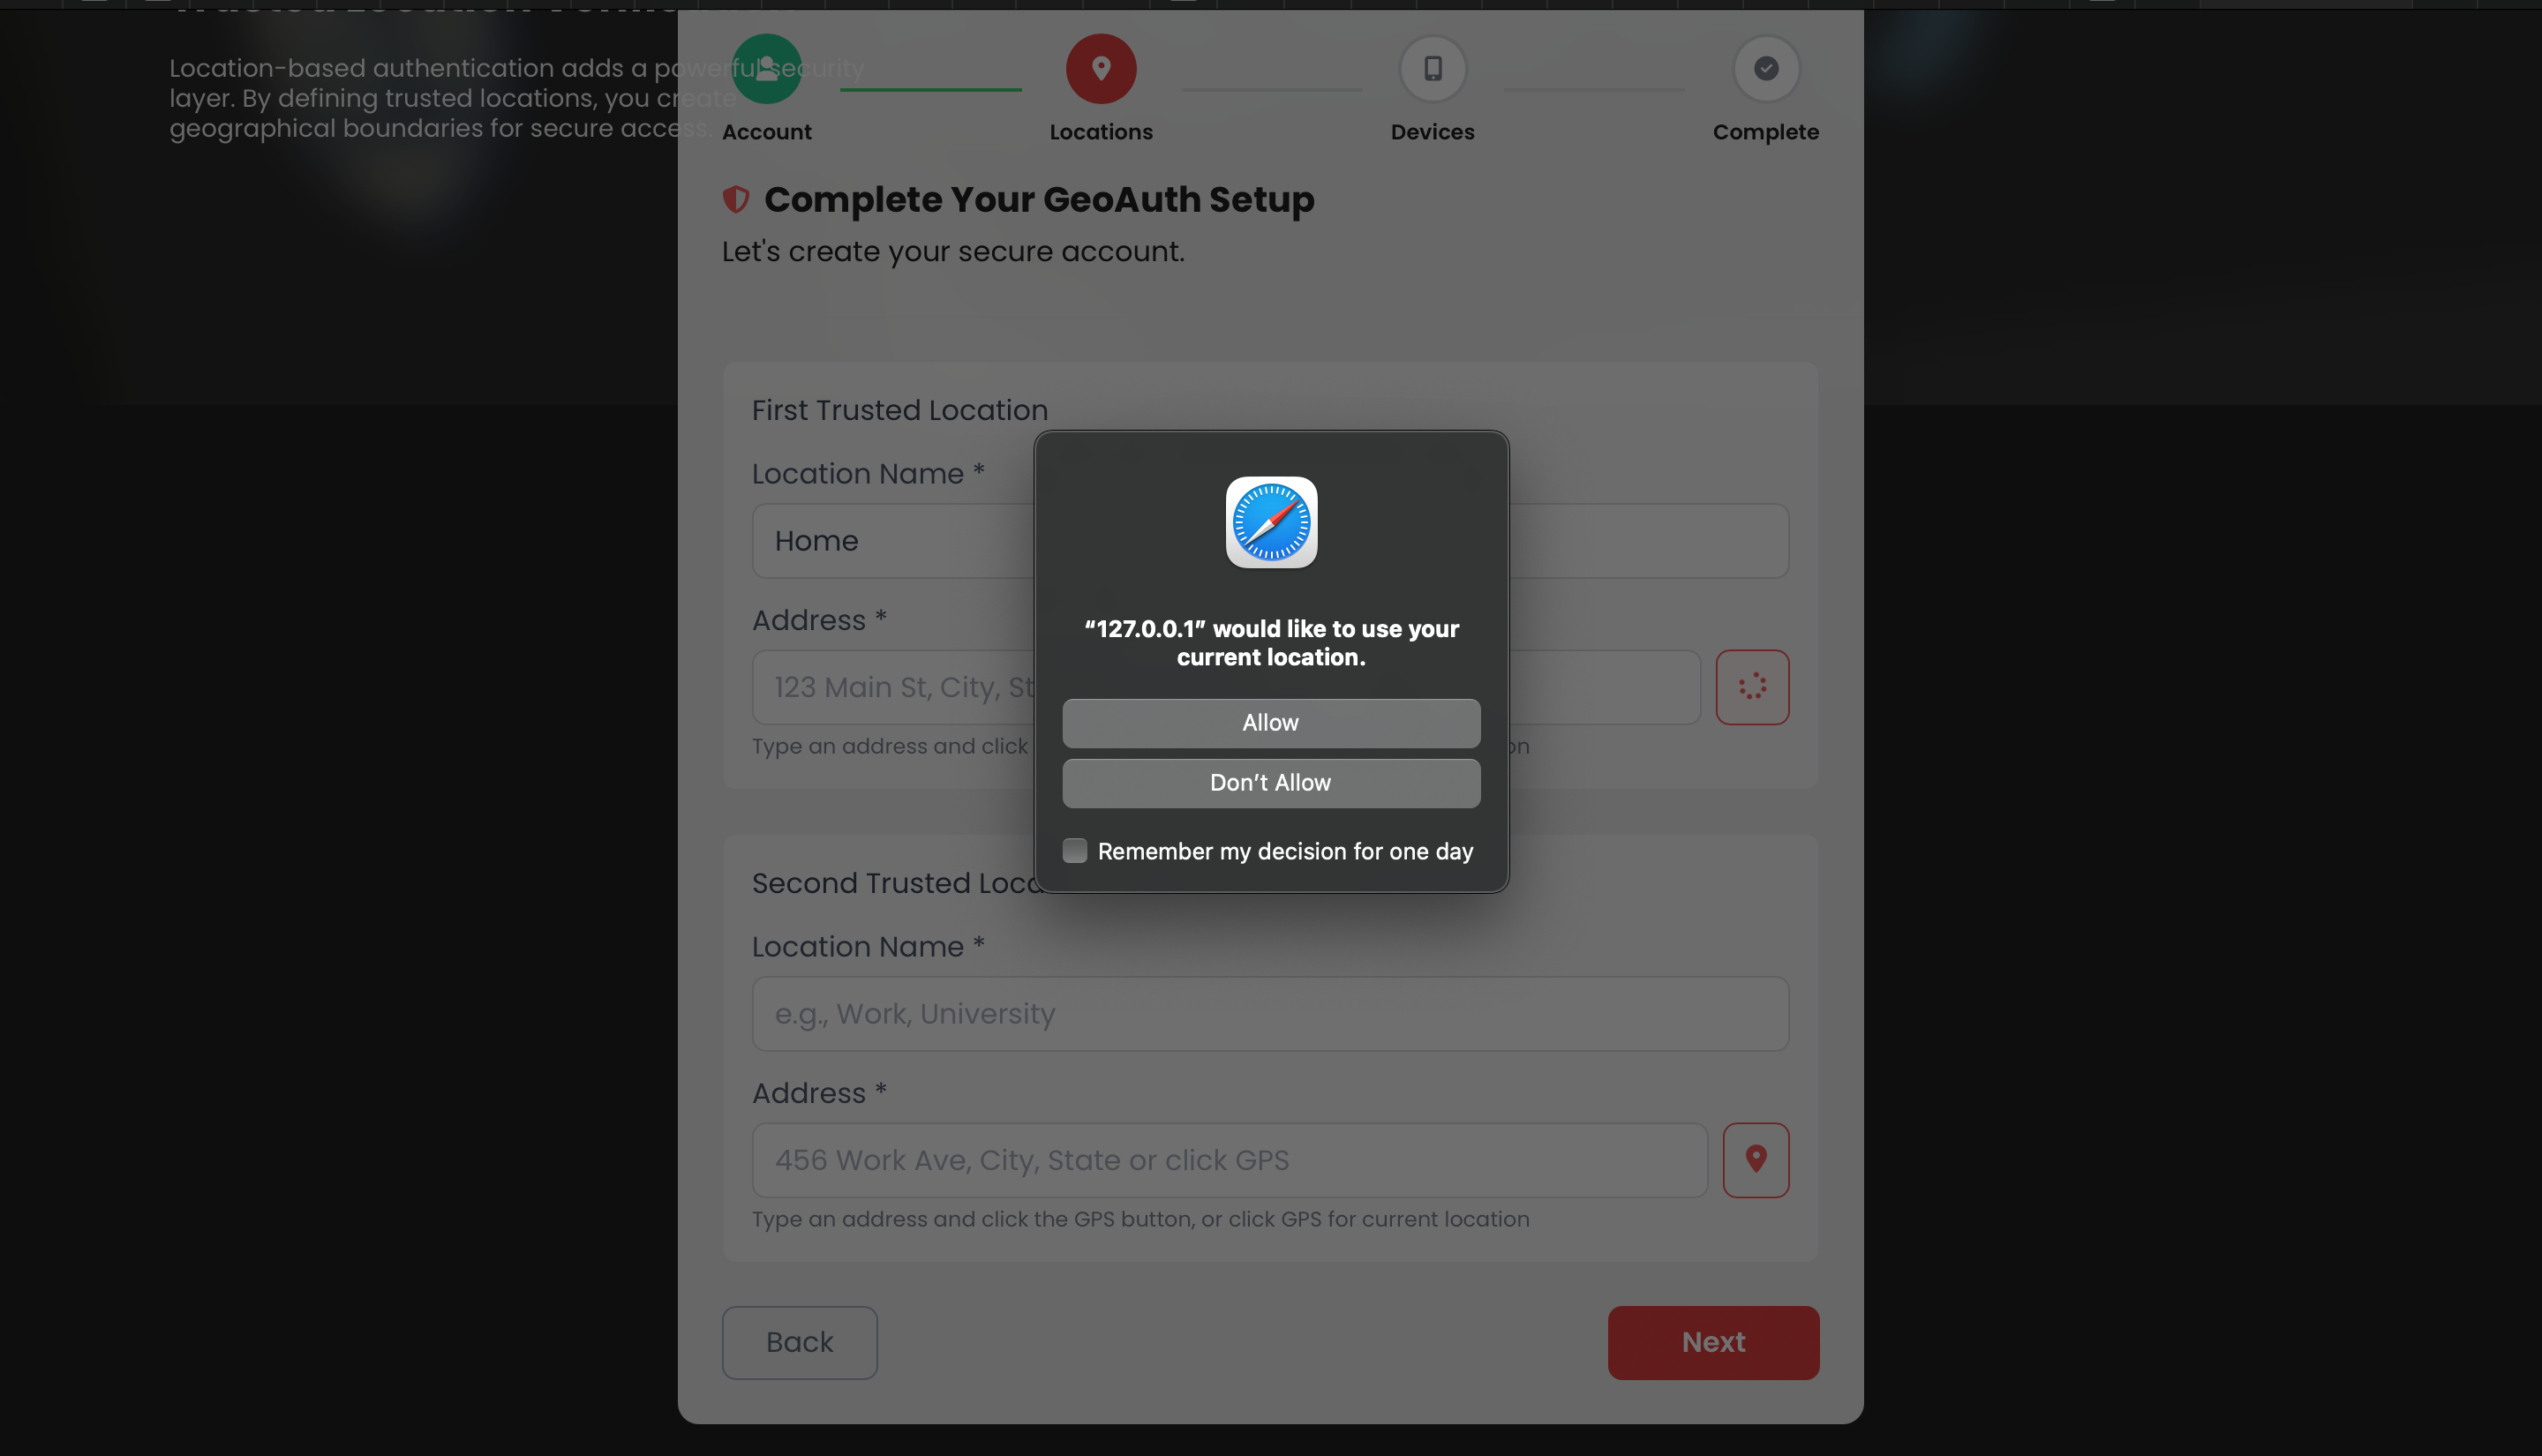 Location-based authentication adds a powerful security
layer. By defining trusted locations, you create
geographical boundaries for secure access.
Account
Locations
Devices
Complete
Complete Your GeoAuth Setup
Let's create your secure account.
First Trusted Location
Location Name *
Home
Address *
123 Main St, City, St
Type an address and click
“127.0.0.1” would like to use your
current location.
Allow
Don’t Allow
Remember my decision for one day
Second Trusted Loca
Location Name *
e.g., Work, University
Address *
456 Work Ave, City, State or click GPS
Type an address and click the GPS button, or click GPS for current location
Back
Next